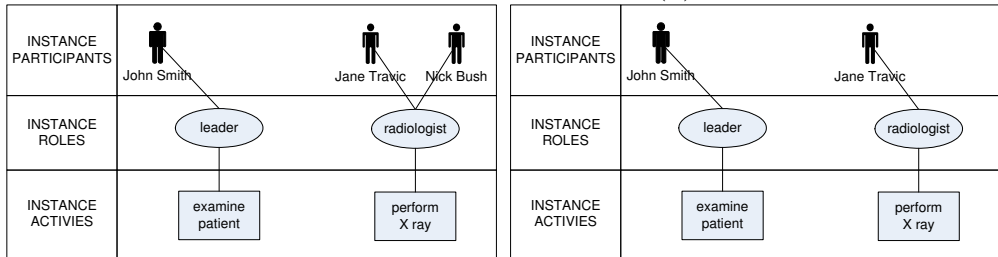 INSTANCE
PARTICIPANTS
John Smith
Jane Travic
Nick Bush
INSTANCE
ROLES
leader
radiologist
INSTANCE
ACTIVIES
examine
patient
perform
X ray
INSTANCE
PARTICIPANTS
John Smith
Jane Travic
INSTANCE
ROLES
leader
radiologist
INSTANCE
ACTIVIES
examine
patient
perform
X ray